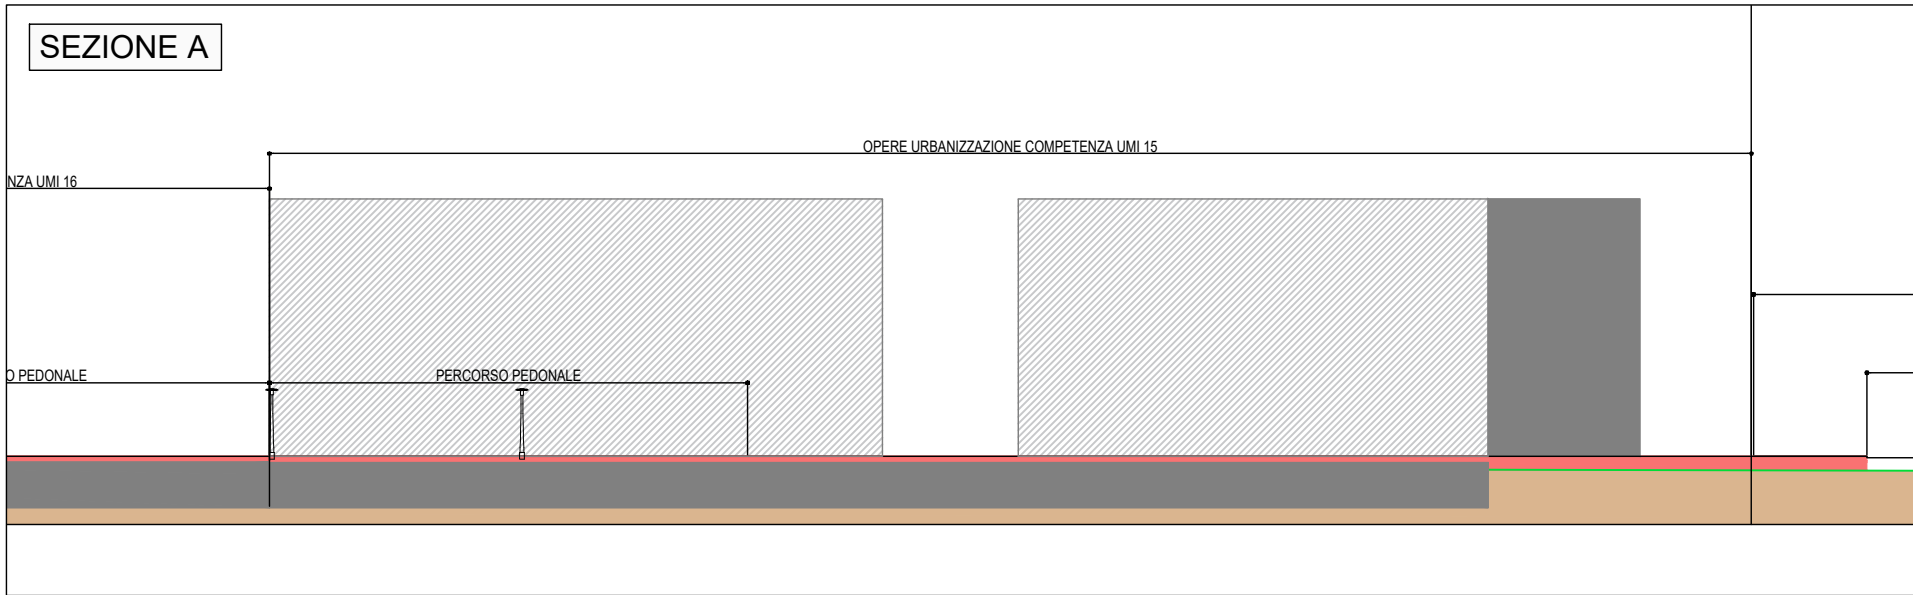 SEZIONE A
OPERE URBANIZZAZIONE COMPETENZA UMI 15
NZA UMI 16
O PEDONALE
PERCORSO PEDONALE